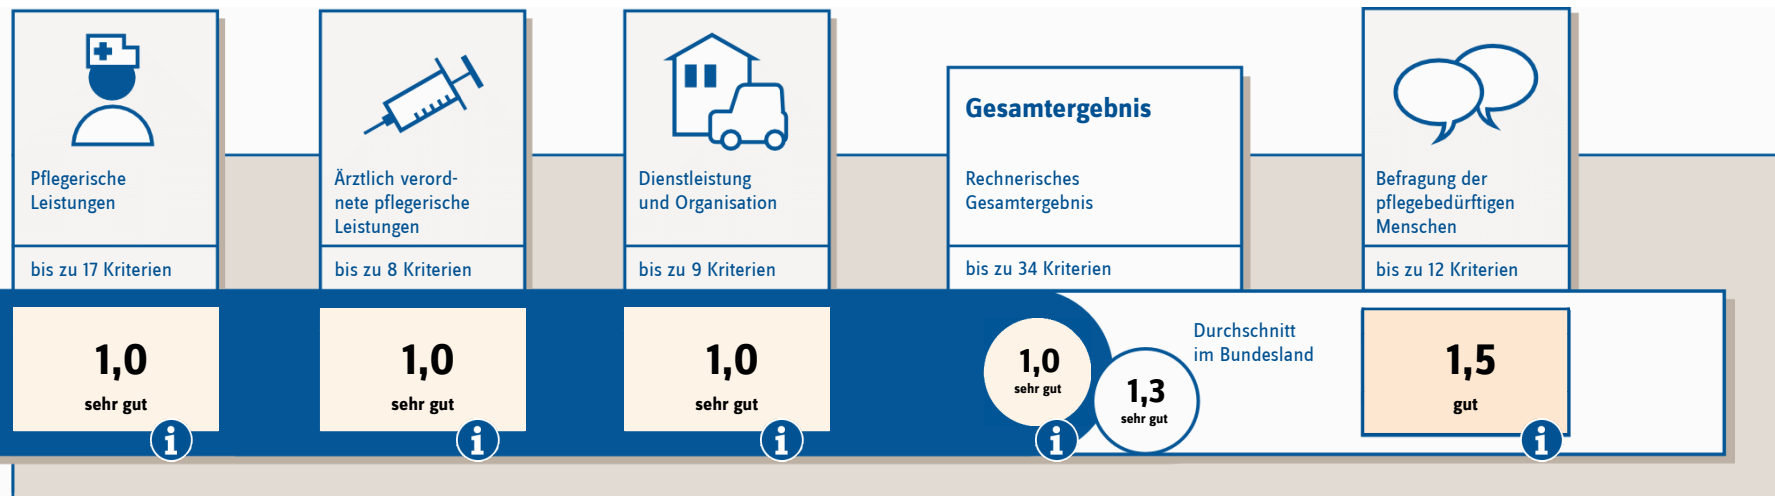 Pflegerische
Leistungen
bis zu 17 Kriterien
1,0
sehr gut
i
Ärztlich verord-
nete pflegerische
Leistungen
bis zu 8 Kriterien
1,0
sehr gut
i
Dienstleistung
und Organisation
bis zu 9 Kriterien
1,0
sehr gut
i
Gesamtergebnis
Rechnerisches
Gesamtergebnis
bis zu 34 Kriterien
1,0
sehr gut
i
1,3
sehr gut
Durchschnitt
im Bundesland
Befragung der
pflegebedürftigen
Menschen
bis zu 12 Kriterien
1,5
gut
i